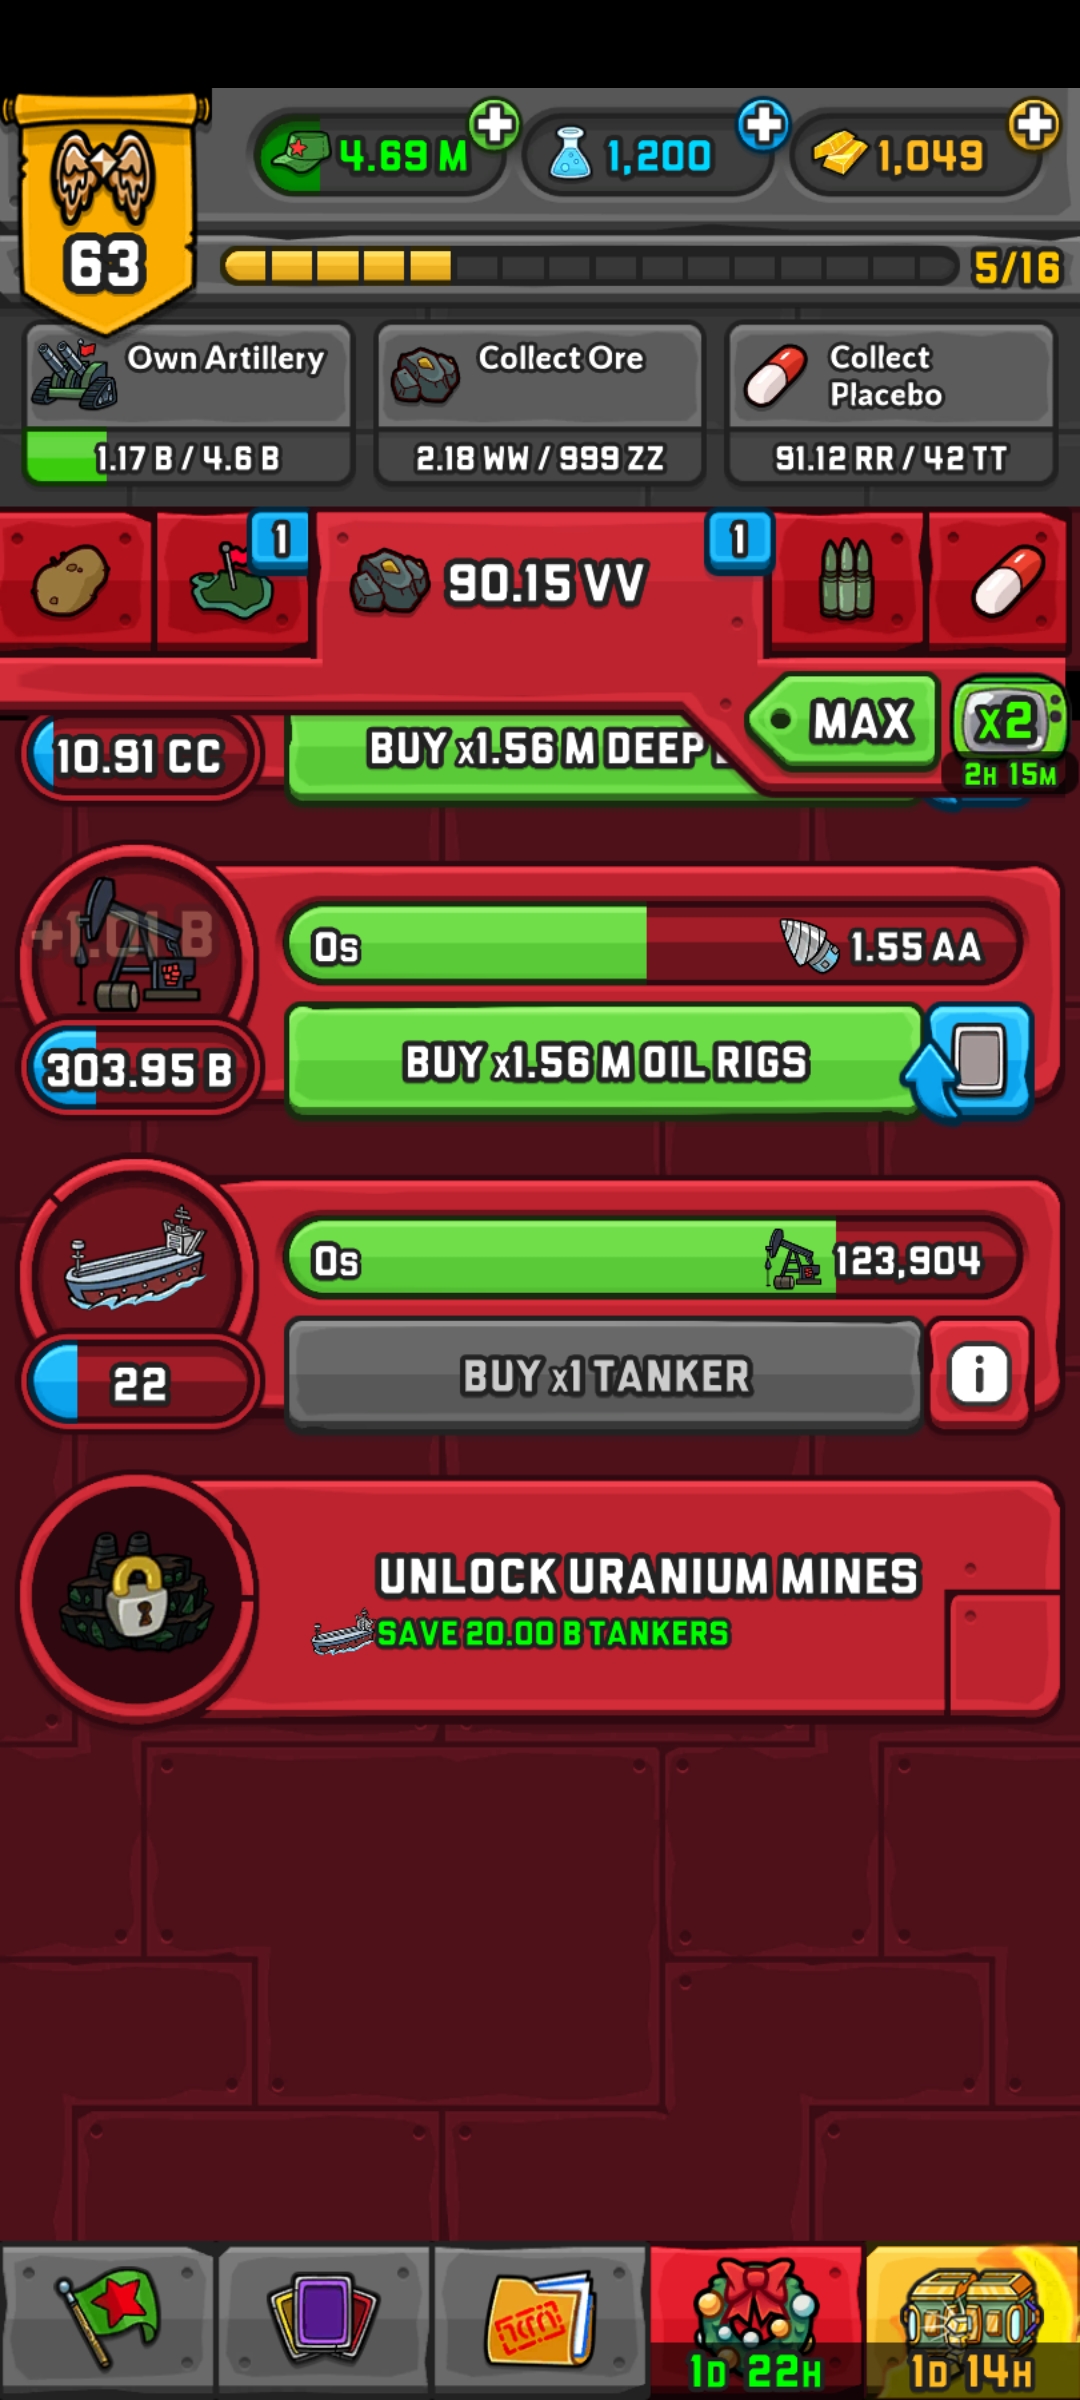 4.69 M
1,200
1,049
63
5/16
Own Artillery
1.17 B / 4.6 B
Collect Ore
2.18 WW / 999 ZZ
Collect
Placebo
91.12 RR / 42 TT
1
90.15 VV
1
MAX
x2
2H 15M
10.91 CC
BUY x1.56 M DEEP
+1.01 B
0s
1.55 AA
303.95 B
BUY x1.56 M OIL RIGS
0s
123,904
22
BUY x1 TANKER
i
UNLOCK URANIUM MINES
SAVE 20.00 B TANKERS
1D 22H
1D 14H